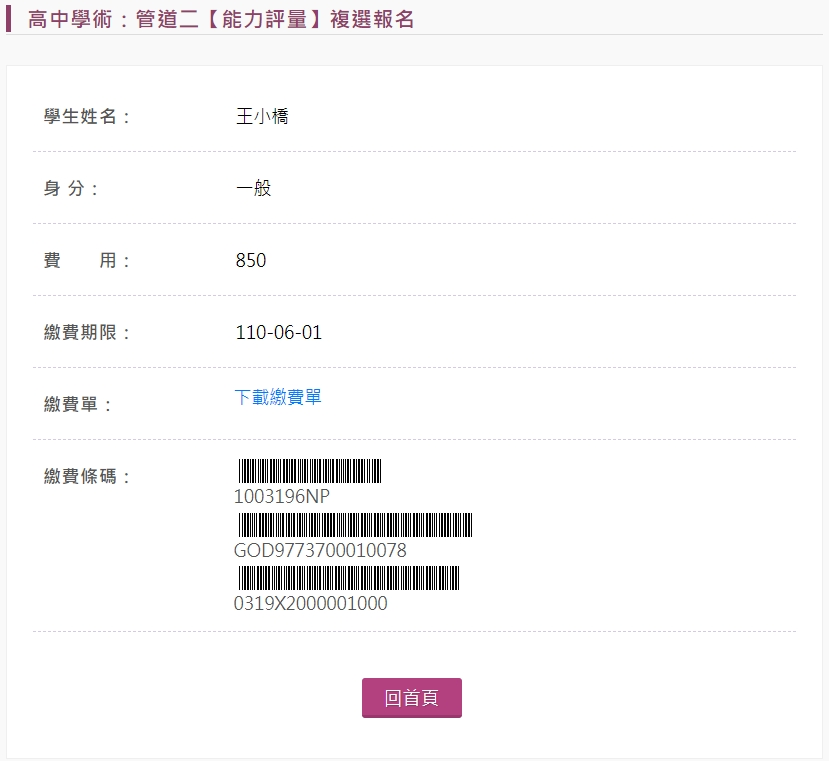 高中學術：管道二【能力評量】複選報名
學生姓名： 王小橋
身 分： 一般
費　　用： 850
繳費期限： 110-06-01
繳費單： 下載繳費單
繳費條碼：
1003196NP
GOD9773700010078
0319X2000001000
回首頁